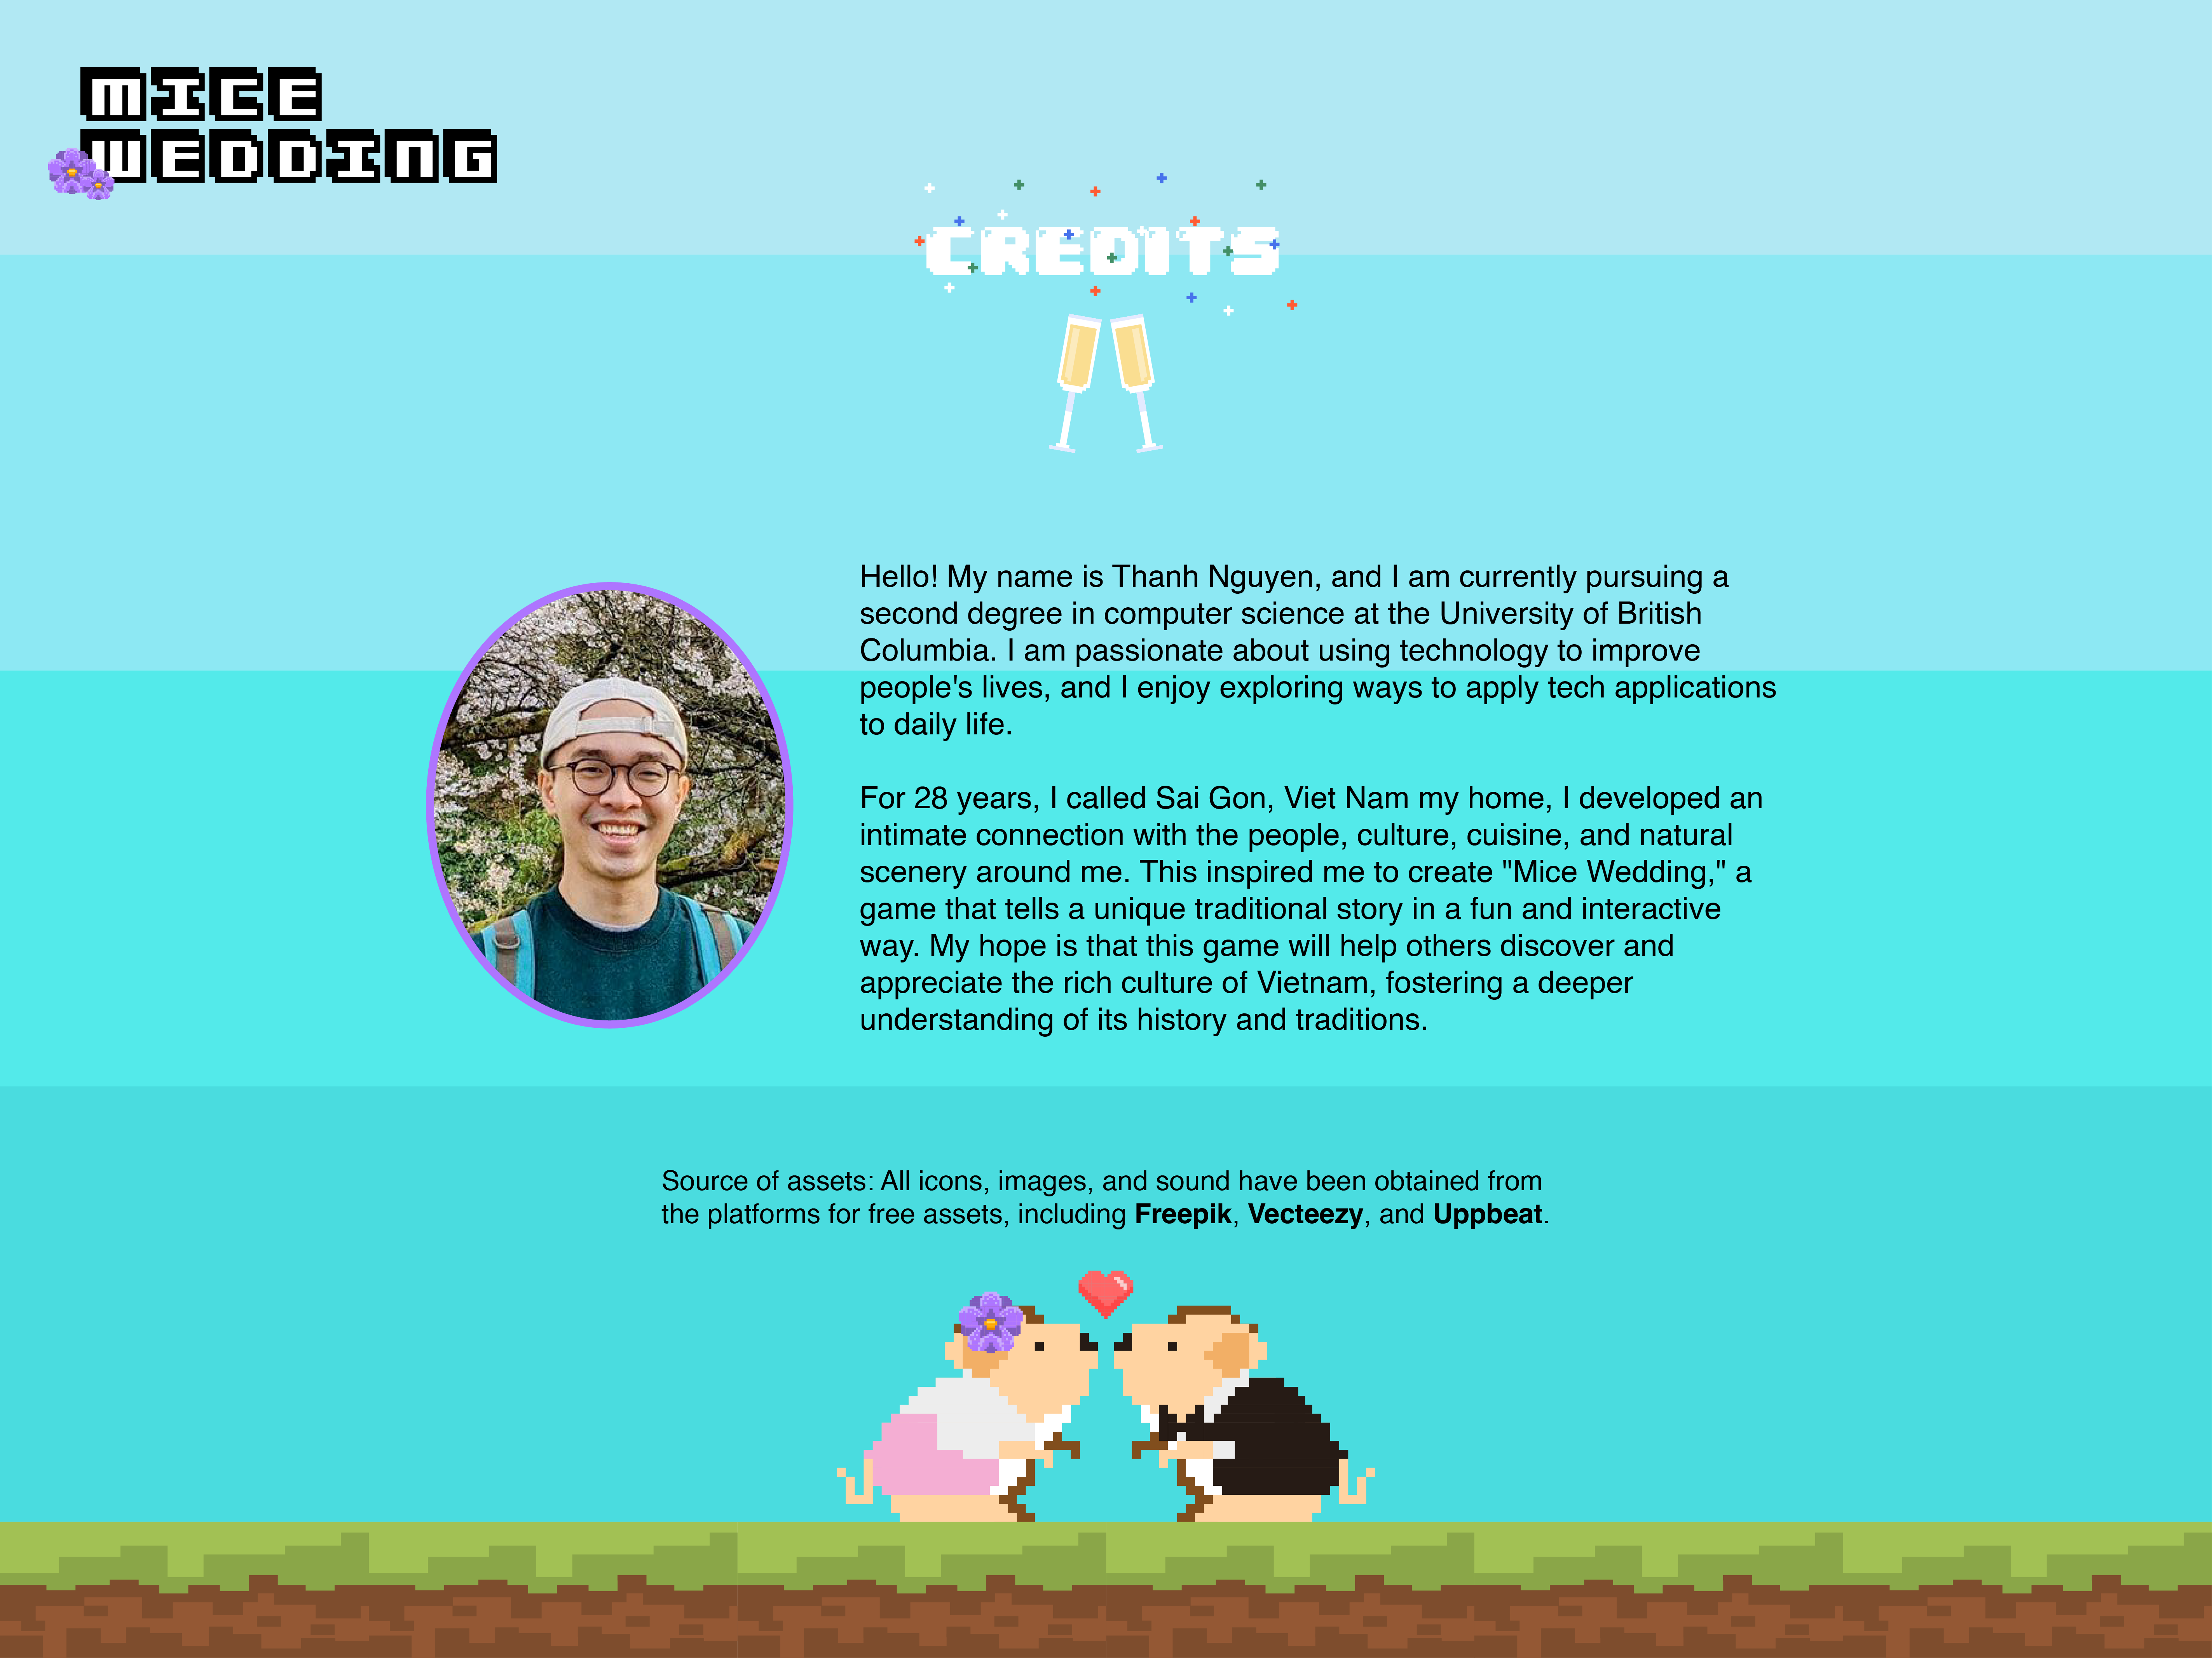 MICE
WEDDING
CREDITS
Hello! My name is Thanh Nguyen, and I am currently pursuing a
second degree in computer science at the University of British
Columbia. I am passionate about using technology to improve
people's lives, and I enjoy exploring ways to apply tech applications
to daily life.
For 28 years, I called Sai Gon, Viet Nam my home, I developed an
intimate connection with the people, culture, cuisine, and natural
scenery around me. This inspired me to create "Mice Wedding," a
game that tells a unique traditional story in a fun and interactive
way. My hope is that this game will help others discover and
appreciate the rich culture of Vietnam, fostering a deeper
understanding of its history and traditions.
Source of assets: All icons, images, and sound have been obtained from
the platforms for free assets, including Freepik, Vecteezy, and Uppbeat.